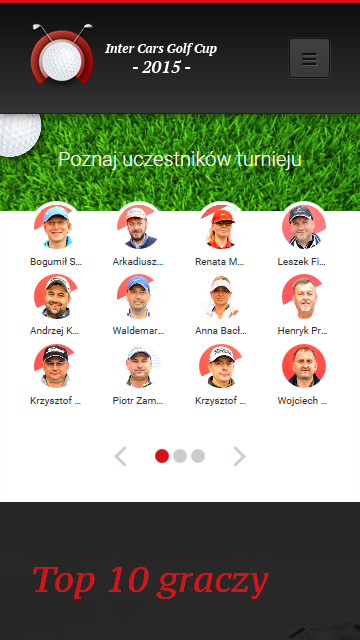 Inter Cars Golf Cup
- 2015 -
Poznaj uczestników turnieju
Bogumił S... Arkadiusz... Renata M... Leszek Fi...
Andrzej K... Waldemar... Anna Bacł... Henryk Pr...
Krzysztof ... Piotr Zam... Krzysztof ... Wojciech ...
Top 10 graczy